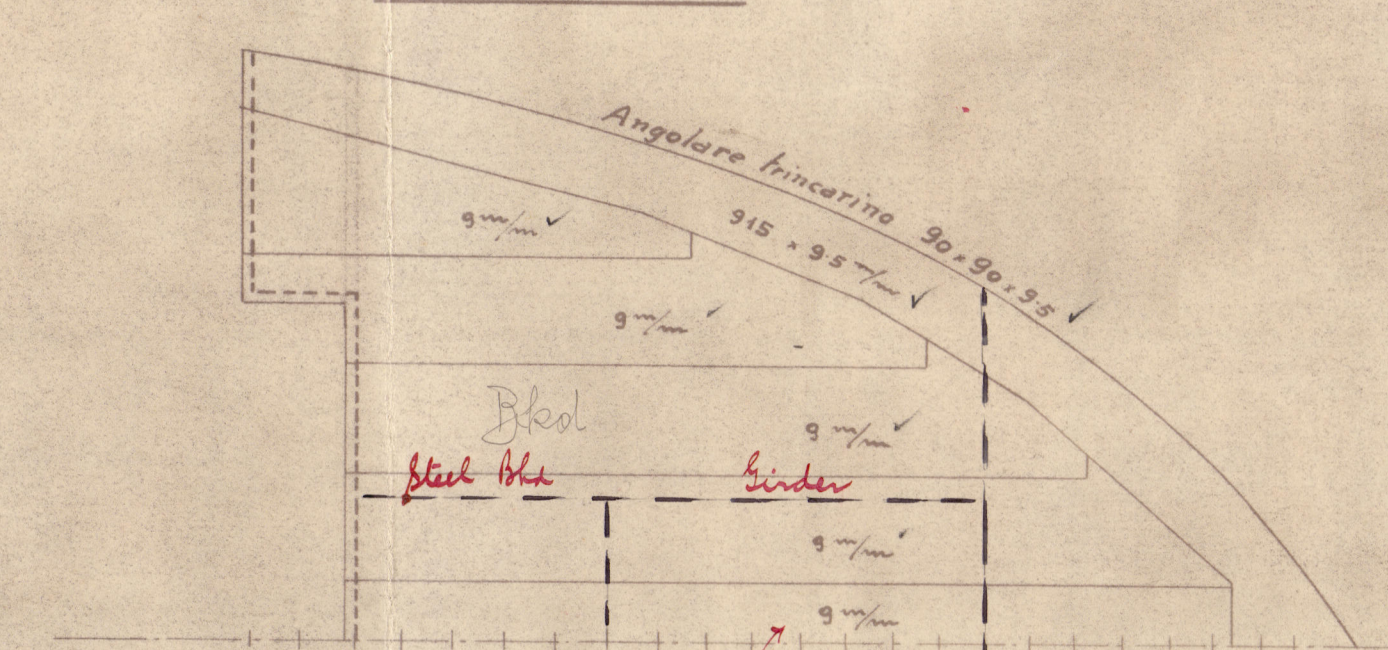 Angolare trincarino 90 x 90 x 9.5
915 x 9.5 m/m
9 m/m
9 m/m
Bkd
9 m/m
Steel Bhd Girder
9 m/m
9 m/m